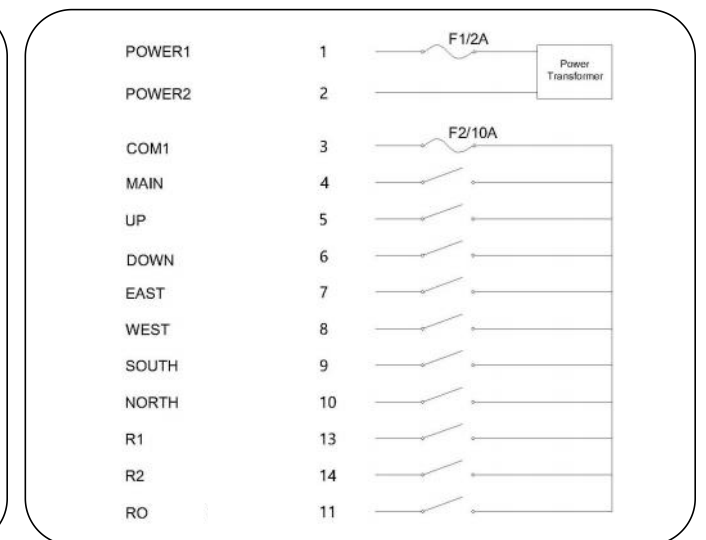 POWER1 1 F1/2A Power
Transformer
POWER2 2
COM1 3 F2/10A
MAIN 4
UP 5
DOWN 6
EAST 7
WEST 8
SOUTH 9
NORTH 10
R1 13
R2 14
RO 11